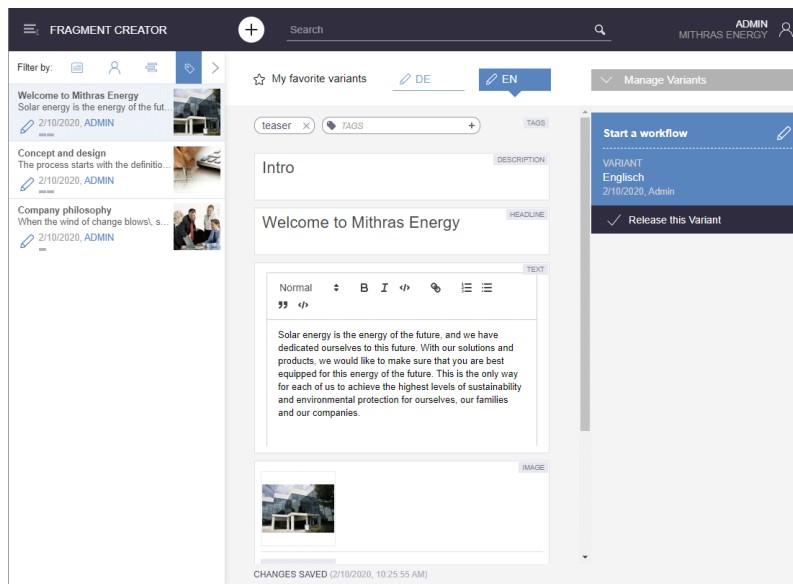 FRAGMENT CREATOR
Search
ADMIN
MITHRAS ENERGY
Filter by:
Welcome to Mithras Energy
Solar energy is the energy of the fut...
2/10/2020, ADMIN
Concept and design
The process starts with the definitio...
2/10/2020, ADMIN
Company philosophy
When the wind of change blows\, s...
2/10/2020, ADMIN
My favorite variants
DE
EN
teaser
TAGS
TAGS
DESCRIPTION
Intro
HEADLINE
Welcome to Mithras Energy
TEXT
Normal
Solar energy is the energy of the future, and we have
dedicated ourselves to this future. With our solutions and
products, we would like to make sure that you are best
equipped for this energy of the future. This is the only way
for each of us to achieve the highest levels of sustainability
and environmental protection for ourselves, our families
and our companies.
IMAGE
CHANGES SAVED (2/10/2020, 10:25:55 AM)
Manage Variants
Start a workflow
VARIANT
Englisch
2/10/2020, Admin
Release this Variant